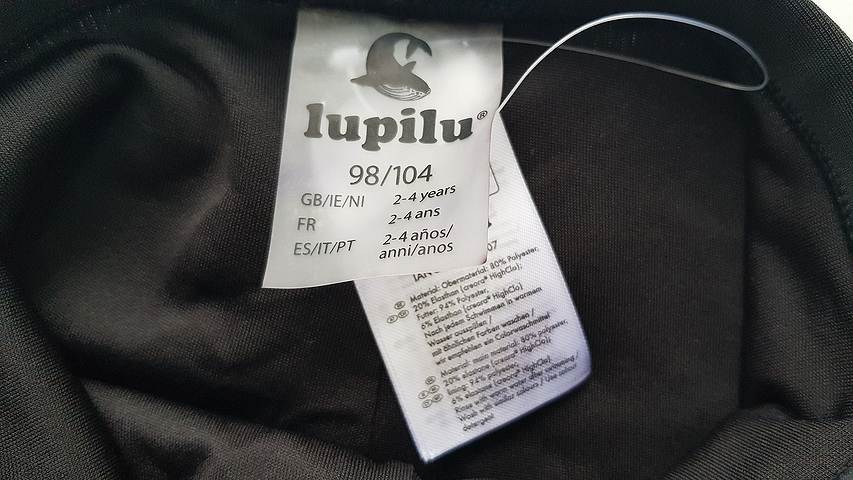 lupilu®
98/104
GB/IE/NI 2-4 years
FR 2-4 ans
ES/IT/PT 2-4 años/
anni/anos
07
Material: Obermaterial: 80% Polyester,
20% Elasthan (creora® HighClo);
Futter: 94% Polyester,
6% Elasthan (creora® HighClo)
Nach jedem Schwimmen in warmem
Wasser ausspülen /
mit ähnlichen Farben waschen /
wir empfehlen ein Colorwaschmittel
Material: main material: 80% polyester,
20% elastane (creora® HighClo);
lining: 94% polyester,
6% elastane (creora® HighClo)
Rinse with warm water after swimming /
Wash with similar colours / Use colour
detergent